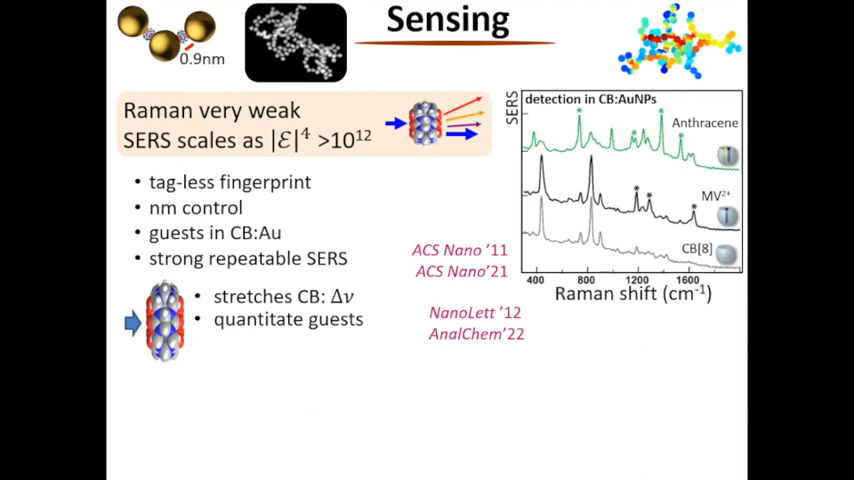 Sensing
0.9nm
Raman very weak
SERS scales as |ℰ|⁴ >10¹²
• tag-less fingerprint
• nm control
• guests in CB:Au
• strong repeatable SERS
• stretches CB: Δν
• quantitate guests
ACS Nano ’11
ACS Nano’21
NanoLett ’12
AnalChem’22
SERS
detection in CB:AuNPs
Anthracene
* * * * *
MV²⁺
* * *
CB[8]
400 800 1200 1600
Raman shift (cm⁻¹)